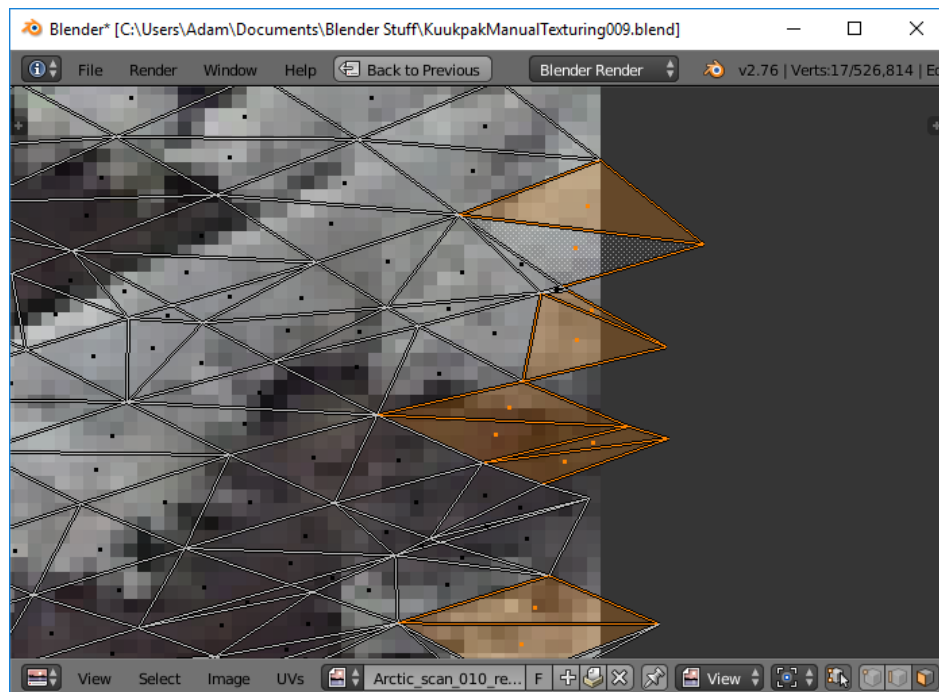 Blender* [C:\Users\Adam\Documents\Blender Stuff\KuukpakManualTexturing009.blend]
File Render Window Help Back to Previous Blender Render v2.76 | Verts:17/526,814 |
View Select Image UVs Arctic_scan_010_re... F View